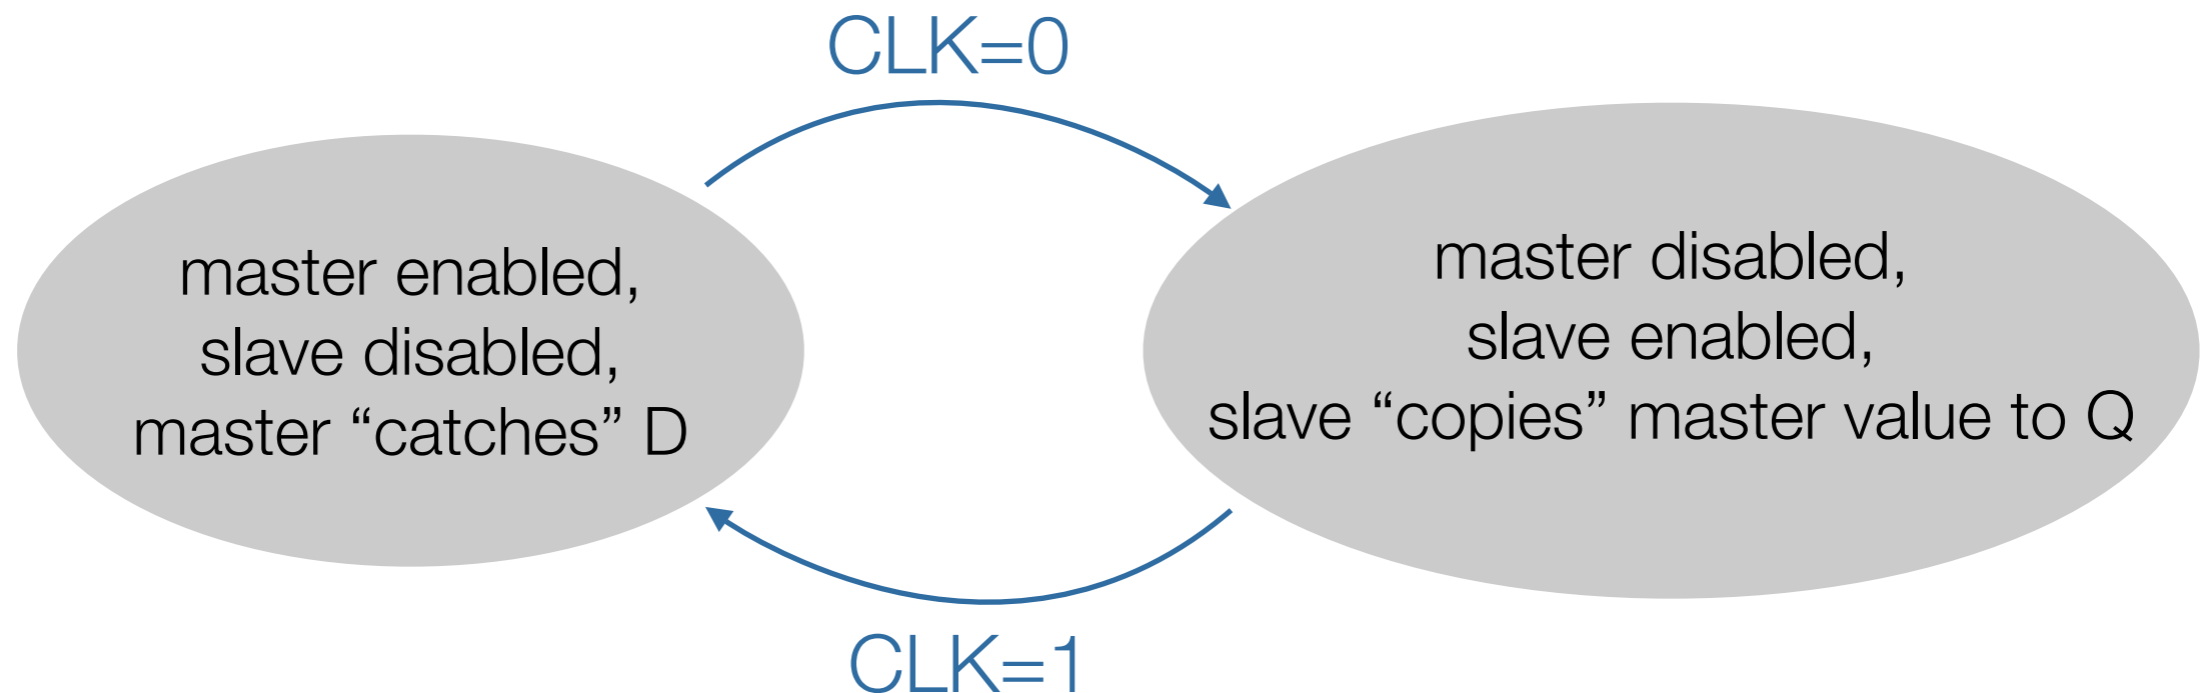 CLK=0
master enabled,
slave disabled,
master “catches” D
master disabled,
slave enabled,
slave “copies” master value to Q
CLK=1